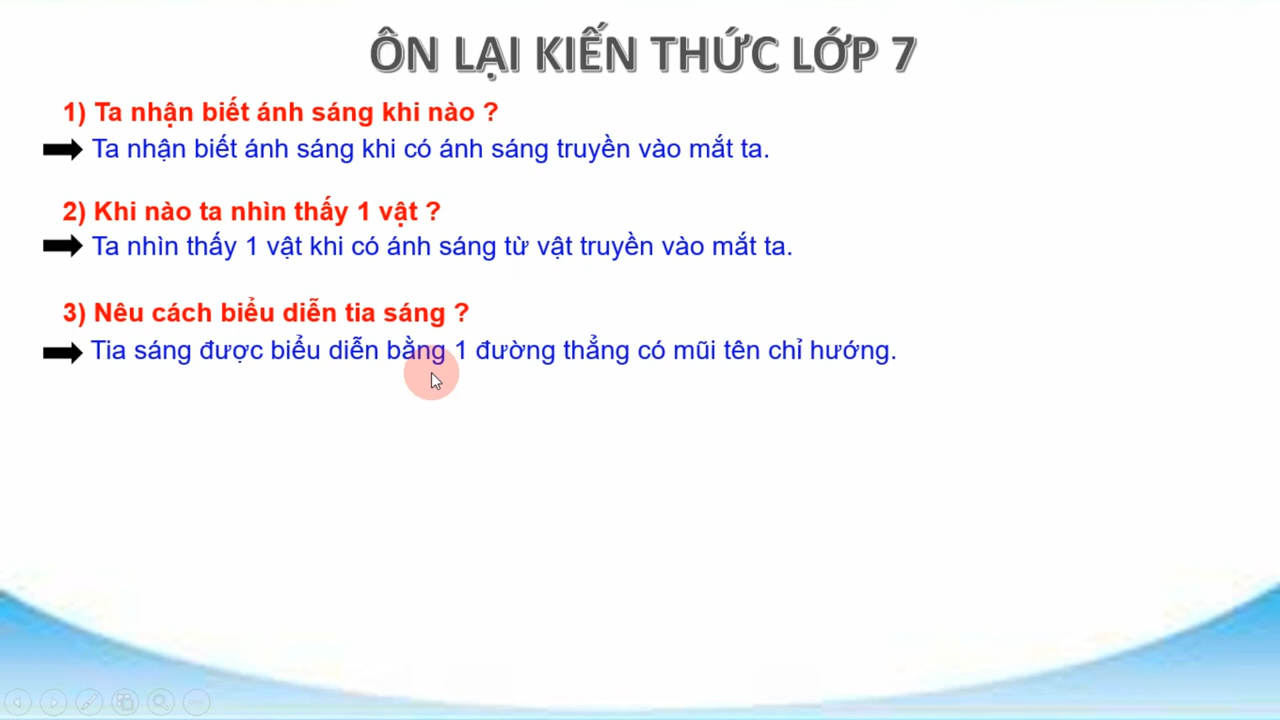 ÔN LẠI KIẾN THỨC LỚP 7
1) Ta nhận biết ánh sáng khi nào ?
Ta nhận biết ánh sáng khi có ánh sáng truyền vào mắt ta.
2) Khi nào ta nhìn thấy 1 vật ?
Ta nhìn thấy 1 vật khi có ánh sáng từ vật truyền vào mắt ta.
3) Nêu cách biểu diễn tia sáng ?
Tia sáng được biểu diễn bằng 1 đường thẳng có mũi tên chỉ hướng.